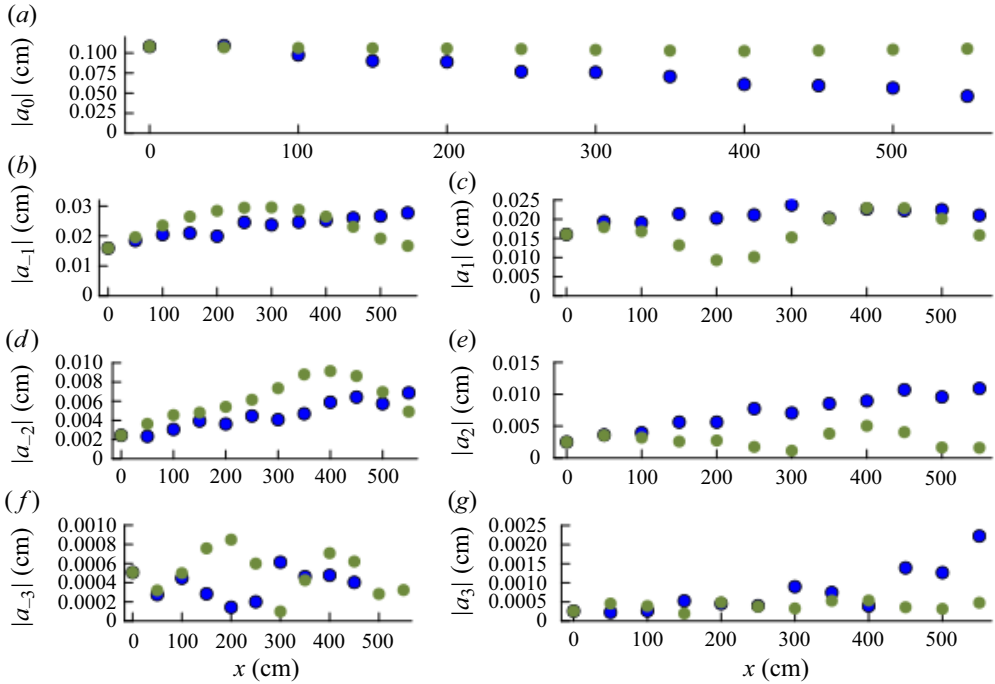 (a)
|a0| (cm)
0.100
0.075
0.050
0.025
0
0 100 200 300 400 500
(b)
|a–1| (cm)
0.03
0.02
0.01
0
0 100 200 300 400 500
(c)
|a1| (cm)
0.025
0.020
0.015
0.010
0.005
0
0 100 200 300 400 500
(d)
|a–2| (cm)
0.010
0.008
0.006
0.004
0.002
0
0 100 200 300 400 500
(e)
|a2| (cm)
0.015
0.010
0.005
0
0 100 200 300 400 500
(f)
|a–3| (cm)
0.0010
0.0008
0.0006
0.0004
0.0002
0
0 100 200 300 400 500
x (cm)
(g)
|a3| (cm)
0.0025
0.0020
0.0015
0.0010
0.0005
0
0 100 200 300 400 500
x (cm)